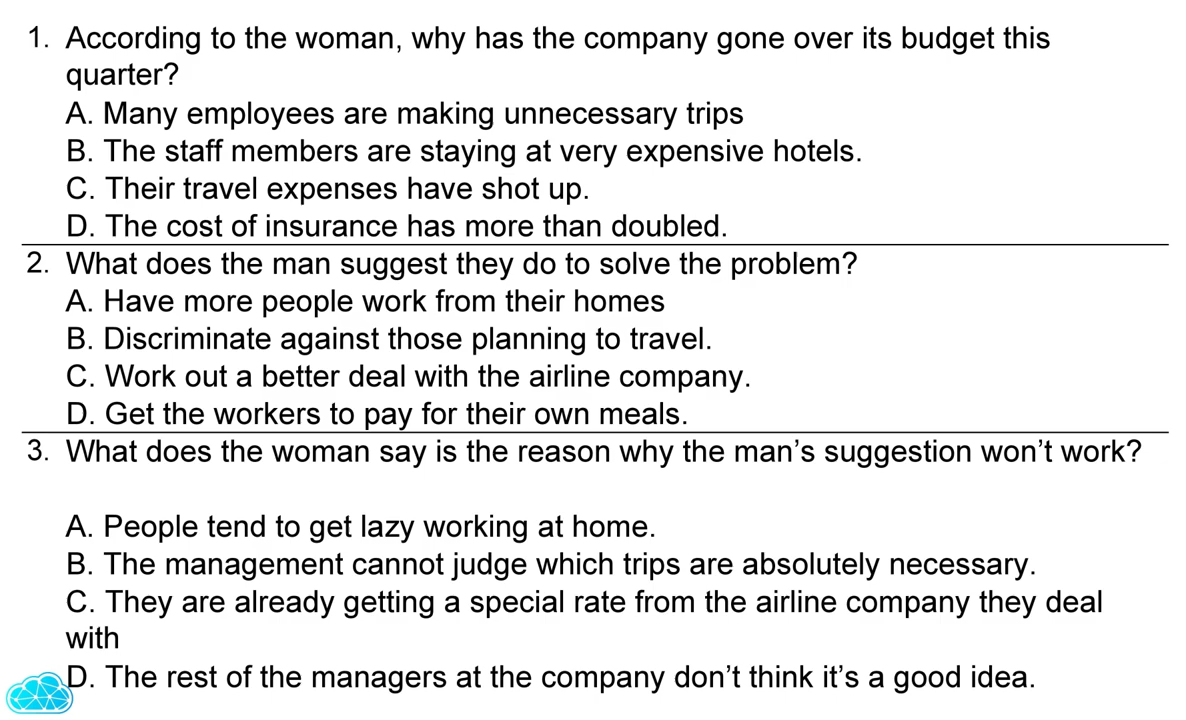 1. According to the woman, why has the company gone over its budget this
quarter?
A. Many employees are making unnecessary trips
B. The staff members are staying at very expensive hotels.
C. Their travel expenses have shot up.
D. The cost of insurance has more than doubled.
2. What does the man suggest they do to solve the problem?
A. Have more people work from their homes
B. Discriminate against those planning to travel.
C. Work out a better deal with the airline company.
D. Get the workers to pay for their own meals.
3. What does the woman say is the reason why the man’s suggestion won’t work?
A. People tend to get lazy working at home.
B. The management cannot judge which trips are absolutely necessary.
C. They are already getting a special rate from the airline company they deal
with
D. The rest of the managers at the company don’t think it’s a good idea.